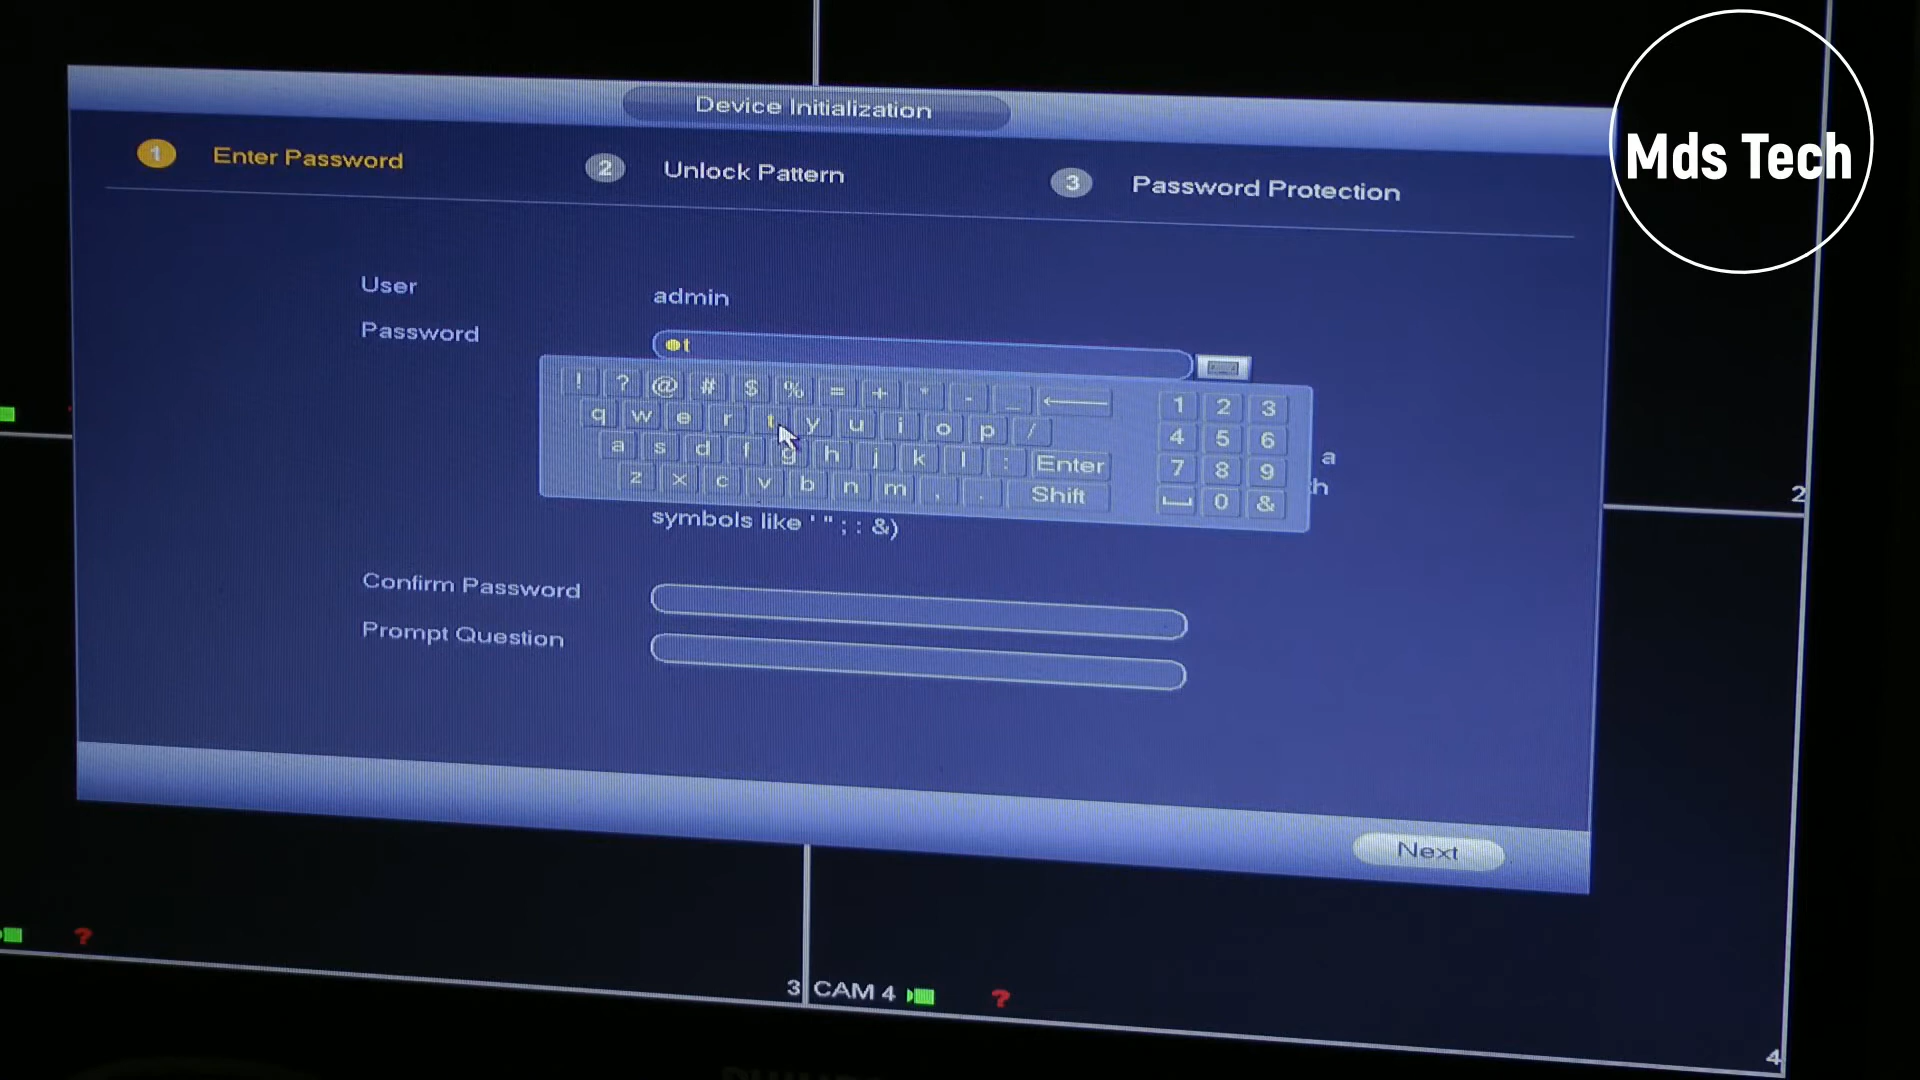 Mds Tech
Device Initialization
1 Enter Password 2 Unlock Pattern 3 Password Protection
User admin
Password t
! ? @ # $ % = + * - _ 1 2 3
q w e r t y u i o p / 4 5 6
a s d f g h j k l : Enter 7 8 9
z x c v b n m , . Shift 0 &
a
symbols like ' " ; : &)
Confirm Password
Prompt Question
Next
2
?
3 CAM 4 ?
4